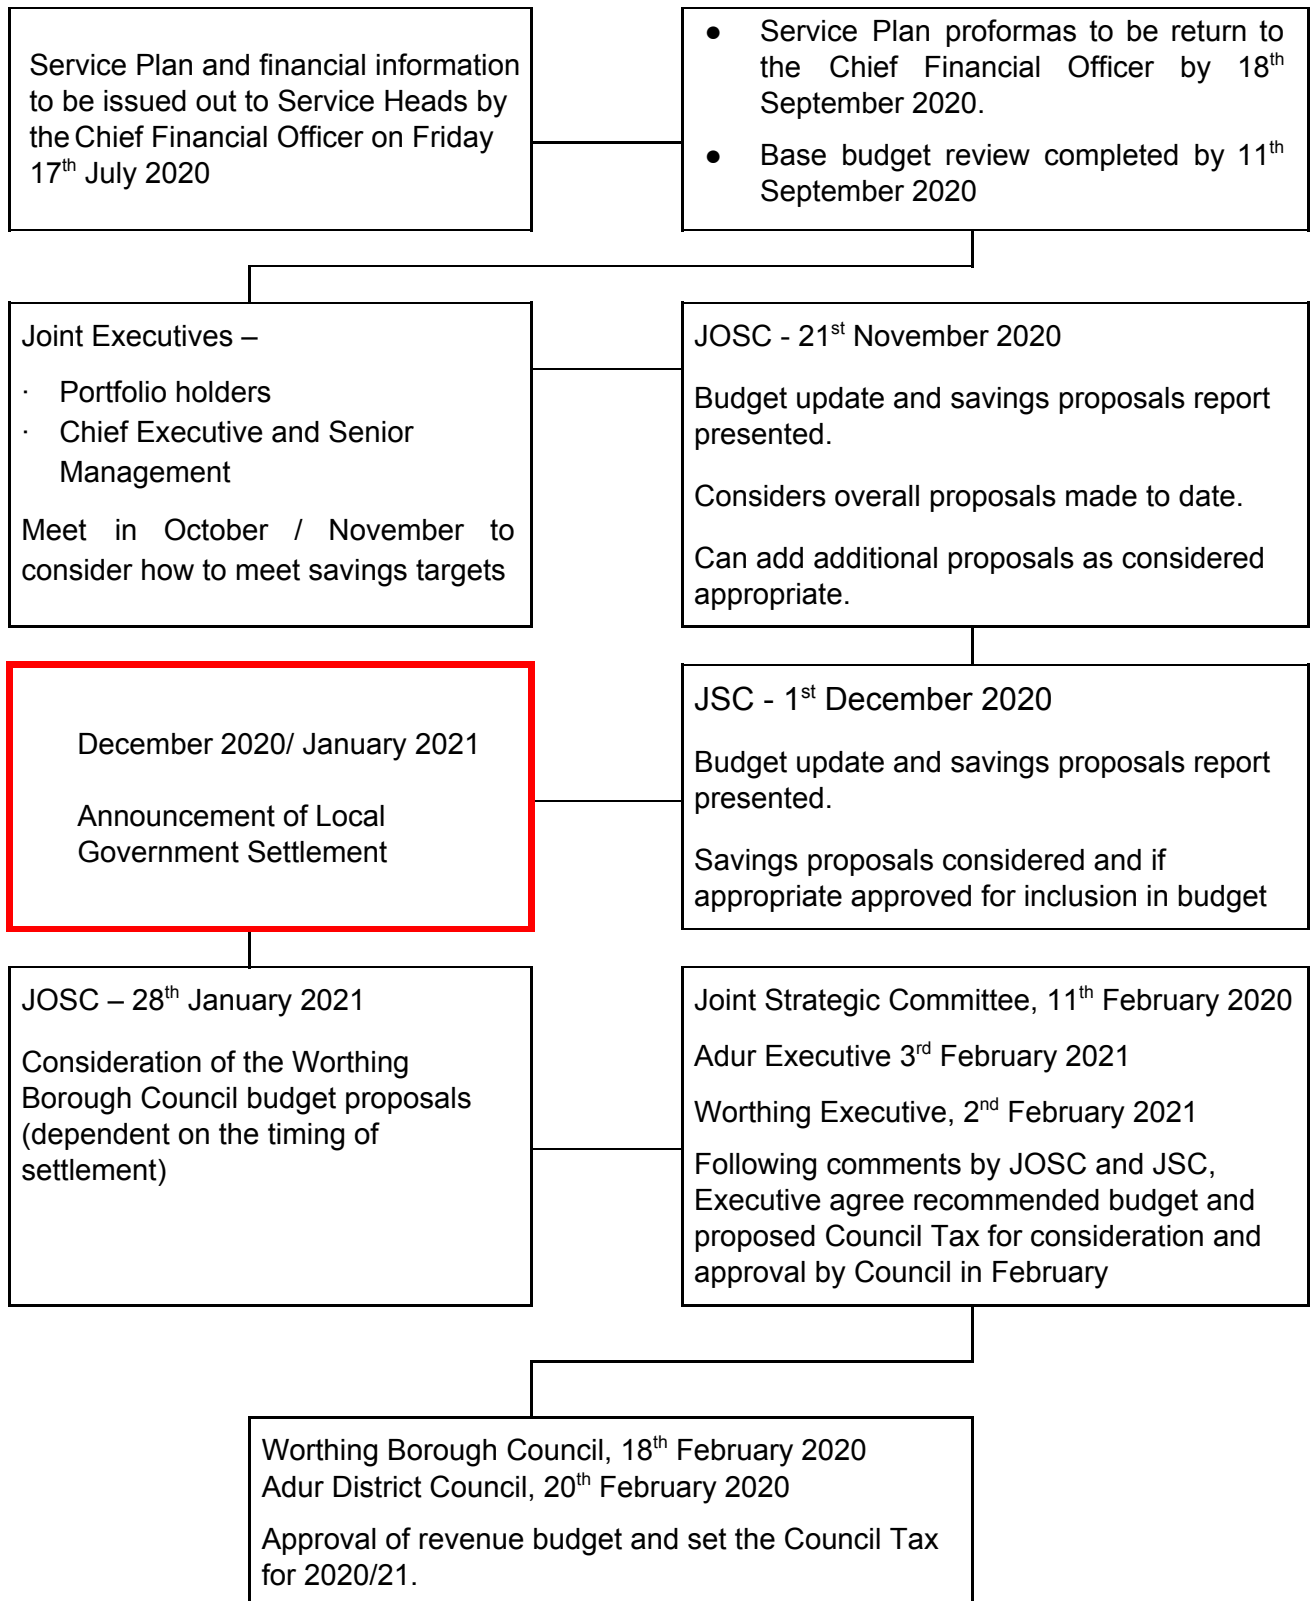 Service Plan and financial information
to be issued out to Service Heads by
the Chief Financial Officer on Friday
17th July 2020
● Service Plan proformas to be return to
the Chief Financial Officer by 18th
September 2020.
● Base budget review completed by 11th
September 2020
Joint Executives –
· Portfolio holders
· Chief Executive and Senior
Management
Meet in October / November to
consider how to meet savings targets
JOSC - 21st November 2020
Budget update and savings proposals report
presented.
Considers overall proposals made to date.
Can add additional proposals as considered
appropriate.
December 2020/ January 2021
Announcement of Local
Government Settlement
JSC - 1st December 2020
Budget update and savings proposals report
presented.
Savings proposals considered and if
appropriate approved for inclusion in budget
JOSC – 28th January 2021
Consideration of the Worthing
Borough Council budget proposals
(dependent on the timing of
settlement)
Joint Strategic Committee, 11th February 2020
Adur Executive 3rd February 2021
Worthing Executive, 2nd February 2021
Following comments by JOSC and JSC,
Executive agree recommended budget and
proposed Council Tax for consideration and
approval by Council in February
Worthing Borough Council, 18th February 2020
Adur District Council, 20th February 2020
Approval of revenue budget and set the Council Tax
for 2020/21.